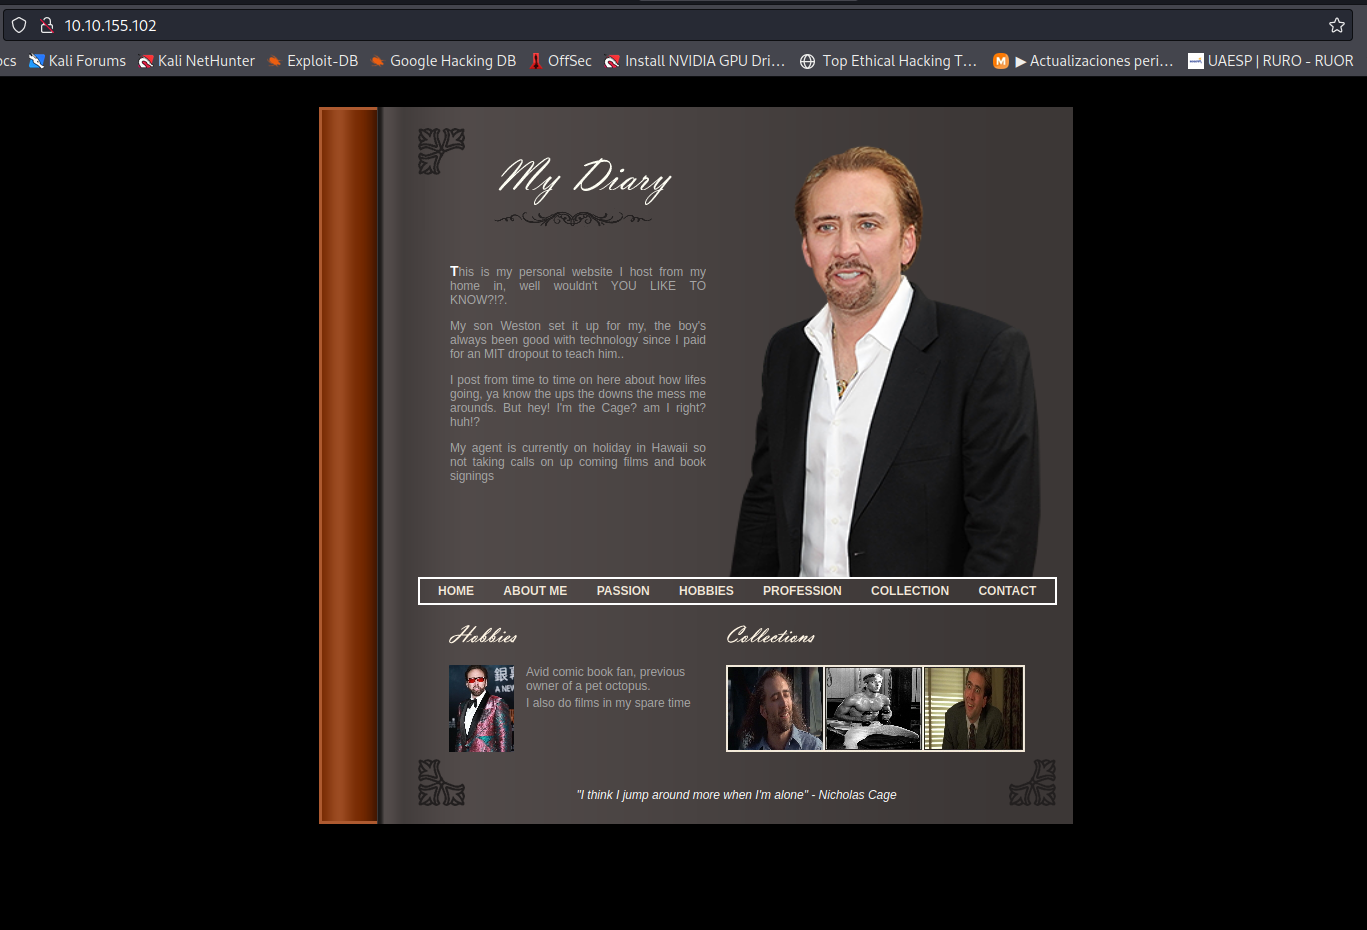 10.10.155.102
ocs Kali Forums Kali NetHunter Exploit-DB Google Hacking DB OffSec Install NVIDIA GPU Dri… Top Ethical Hacking T… ▶ Actualizaciones peri… UAESP | RURO - RUOR
My Diary
This is my personal website I host from my
home in, well wouldn't YOU LIKE TO
KNOW?!?.
My son Weston set it up for my, the boy's
always been good with technology since I paid
for an MIT dropout to teach him..
I post from time to time on here about how lifes
going, ya know the ups the downs the mess me
arounds. But hey! I'm the Cage? am I right?
huh!?
My agent is currently on holiday in Hawaii so
not taking calls on up coming films and book
signings
HOME ABOUT ME PASSION HOBBIES PROFESSION COLLECTION CONTACT
Hobbies
Avid comic book fan, previous
owner of a pet octopus.
I also do films in my spare time
Collections
"I think I jump around more when I'm alone" - Nicholas Cage